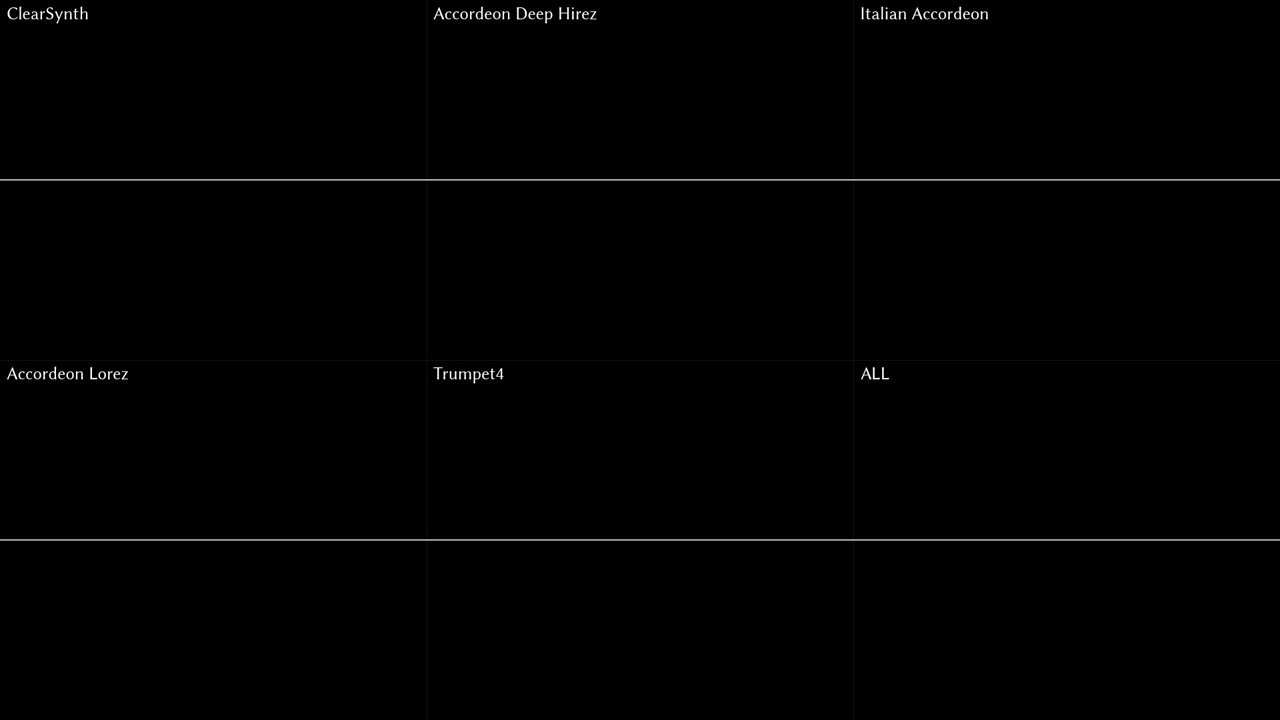 ClearSynth
Accordeon Deep Hirez
Italian Accordeon
Accordeon Lorez
Trumpet4
ALL